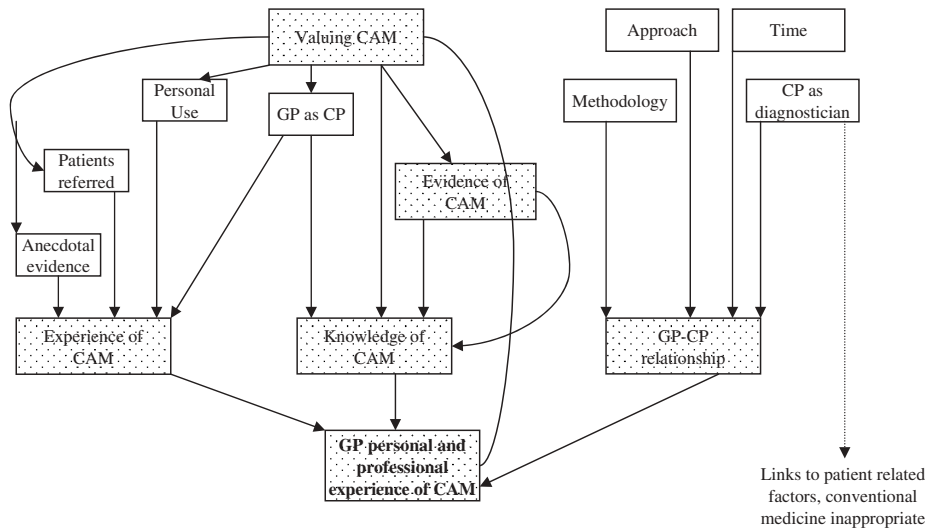 Valuing CAM
Approach
Time
Personal
Use
GP as CP
Methodology
CP as
diagnostician
Patients
referred
Evidence of
CAM
Anecdotal
evidence
Experience of
CAM
Knowledge of
CAM
GP-CP
relationship
GP personal and
professional
experience of CAM
Links to patient related
factors, conventional
medicine inappropriate